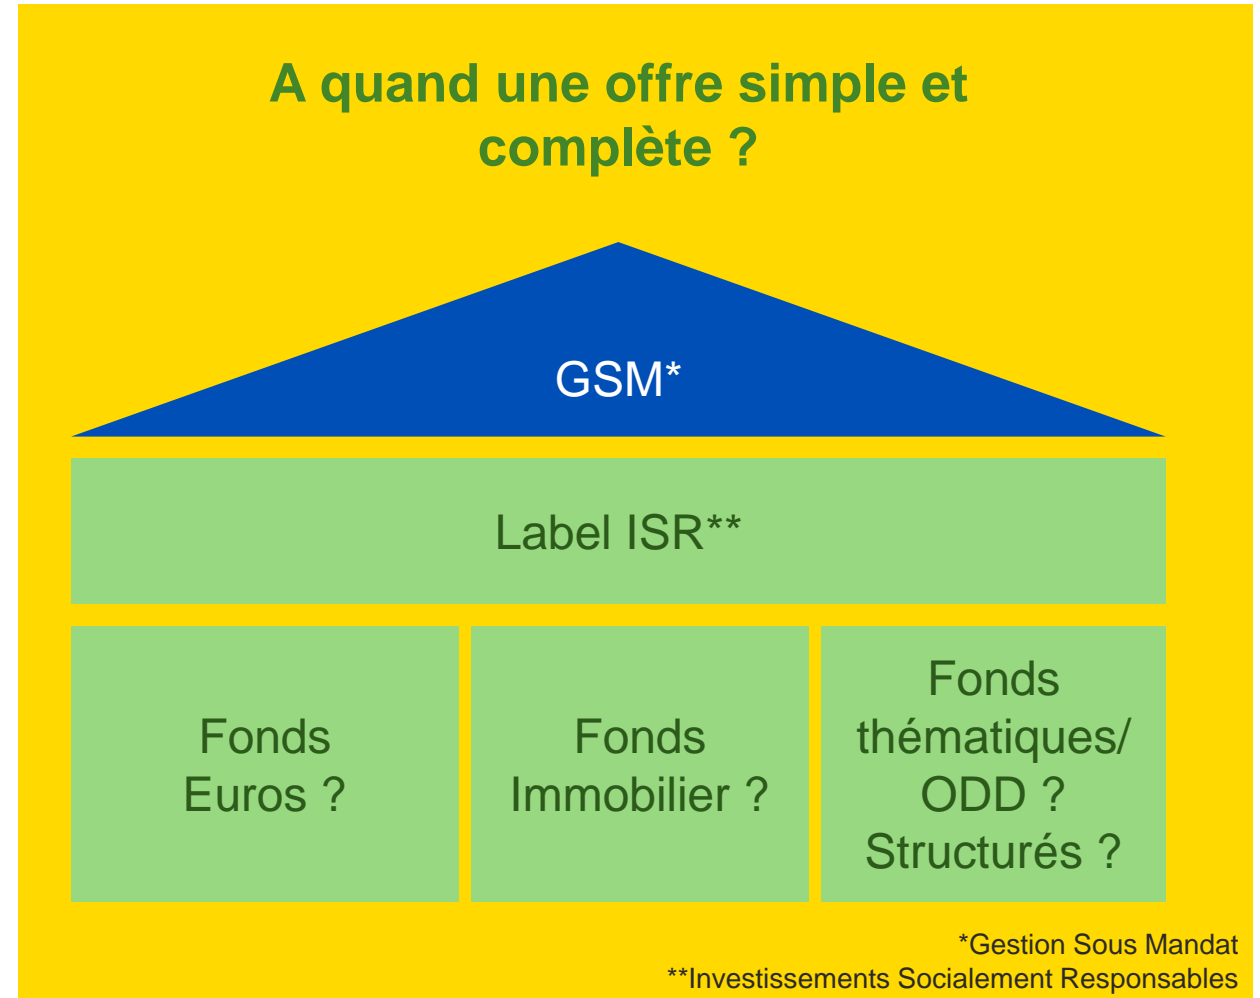 A quand une offre simple et
complète ?
GSM*
Label ISR**
Fonds
Euros ?
Fonds
Immobilier ?
Fonds
thématiques/
ODD ?
Structurés ?
*Gestion Sous Mandat
**Investissements Socialement Responsables